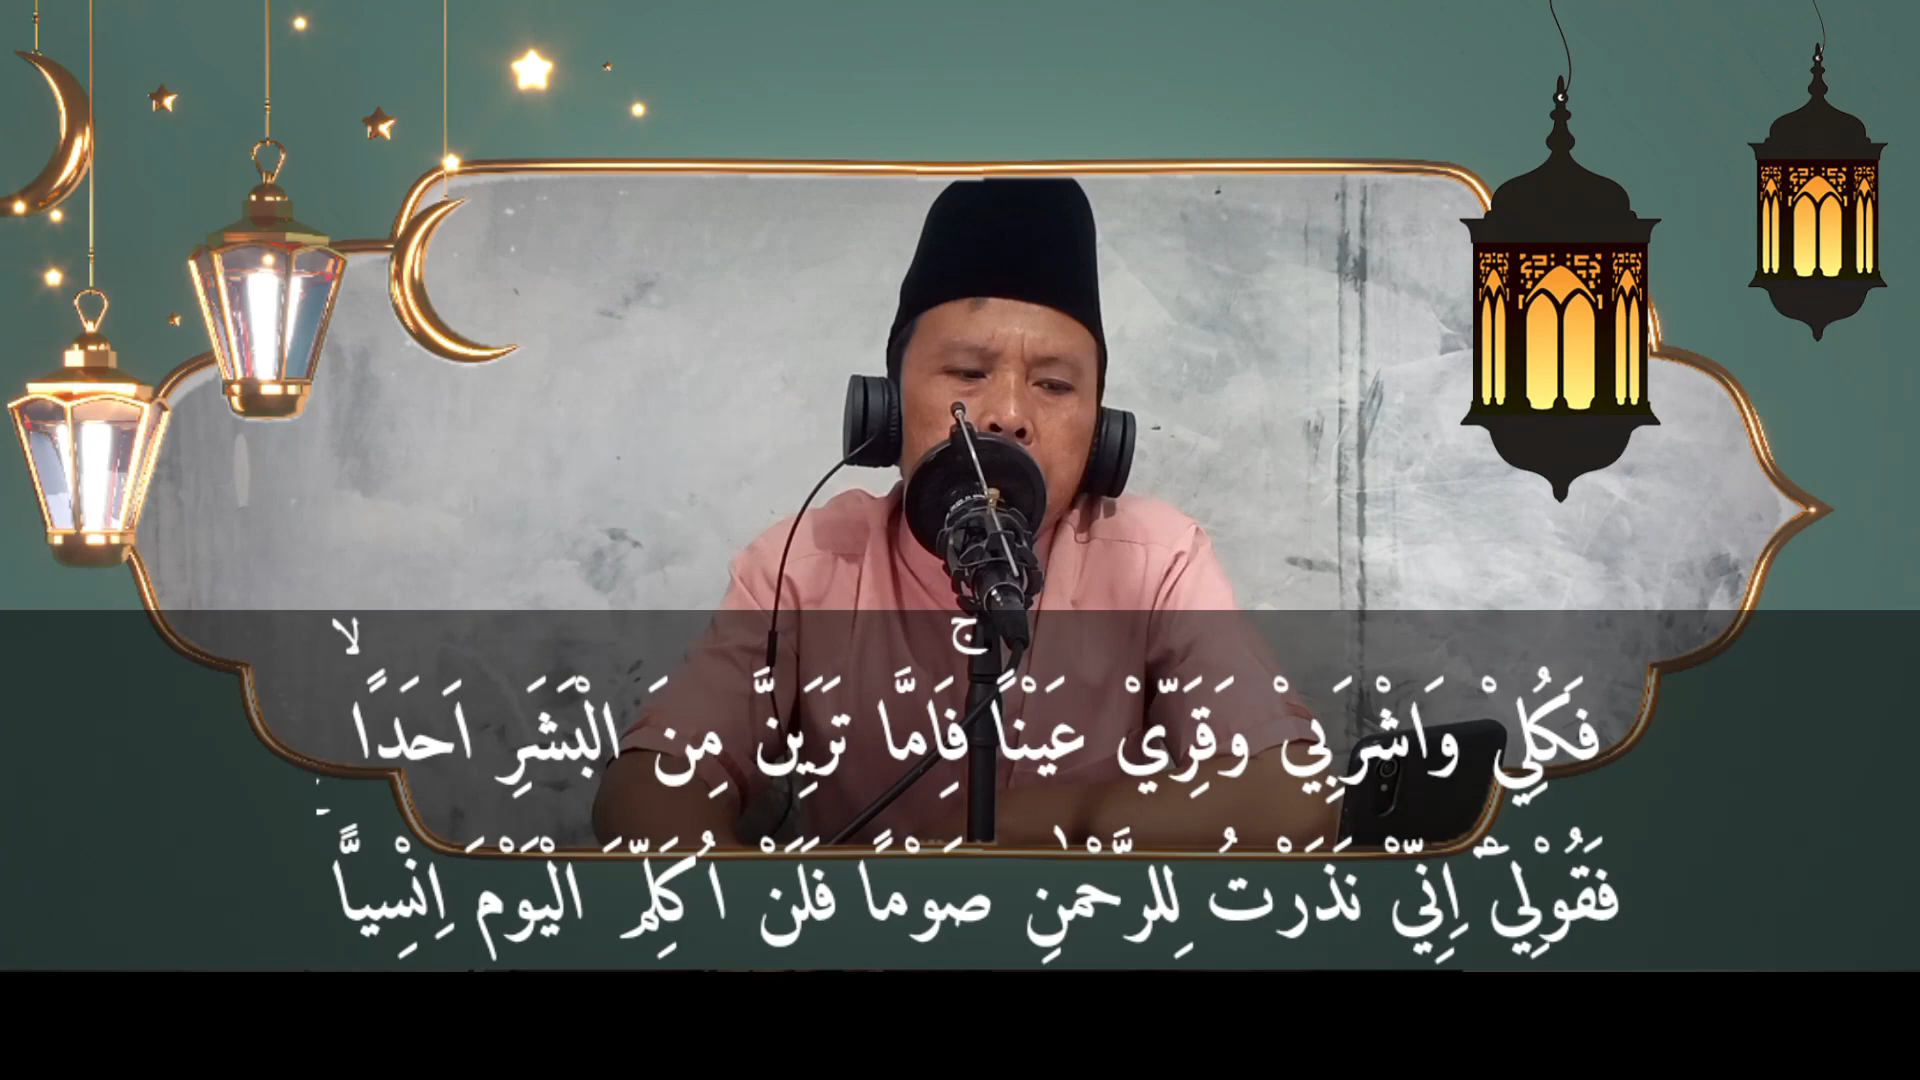 فَكُلِيْ وَاشْرَبِيْ وَقَرِّيْ عَيْنًا ۚ فَاِمَّا تَرَيِنَّ مِنَ الْبَشَرِ اَحَدًا ۙ
فَقُوْلِيْٓ اِنِّيْ نَذَرْتُ لِلرَّحْمٰنِ صَوْمًا فَلَنْ اُكَلِّمَ الْيَوْمَ اِنْسِيًّا